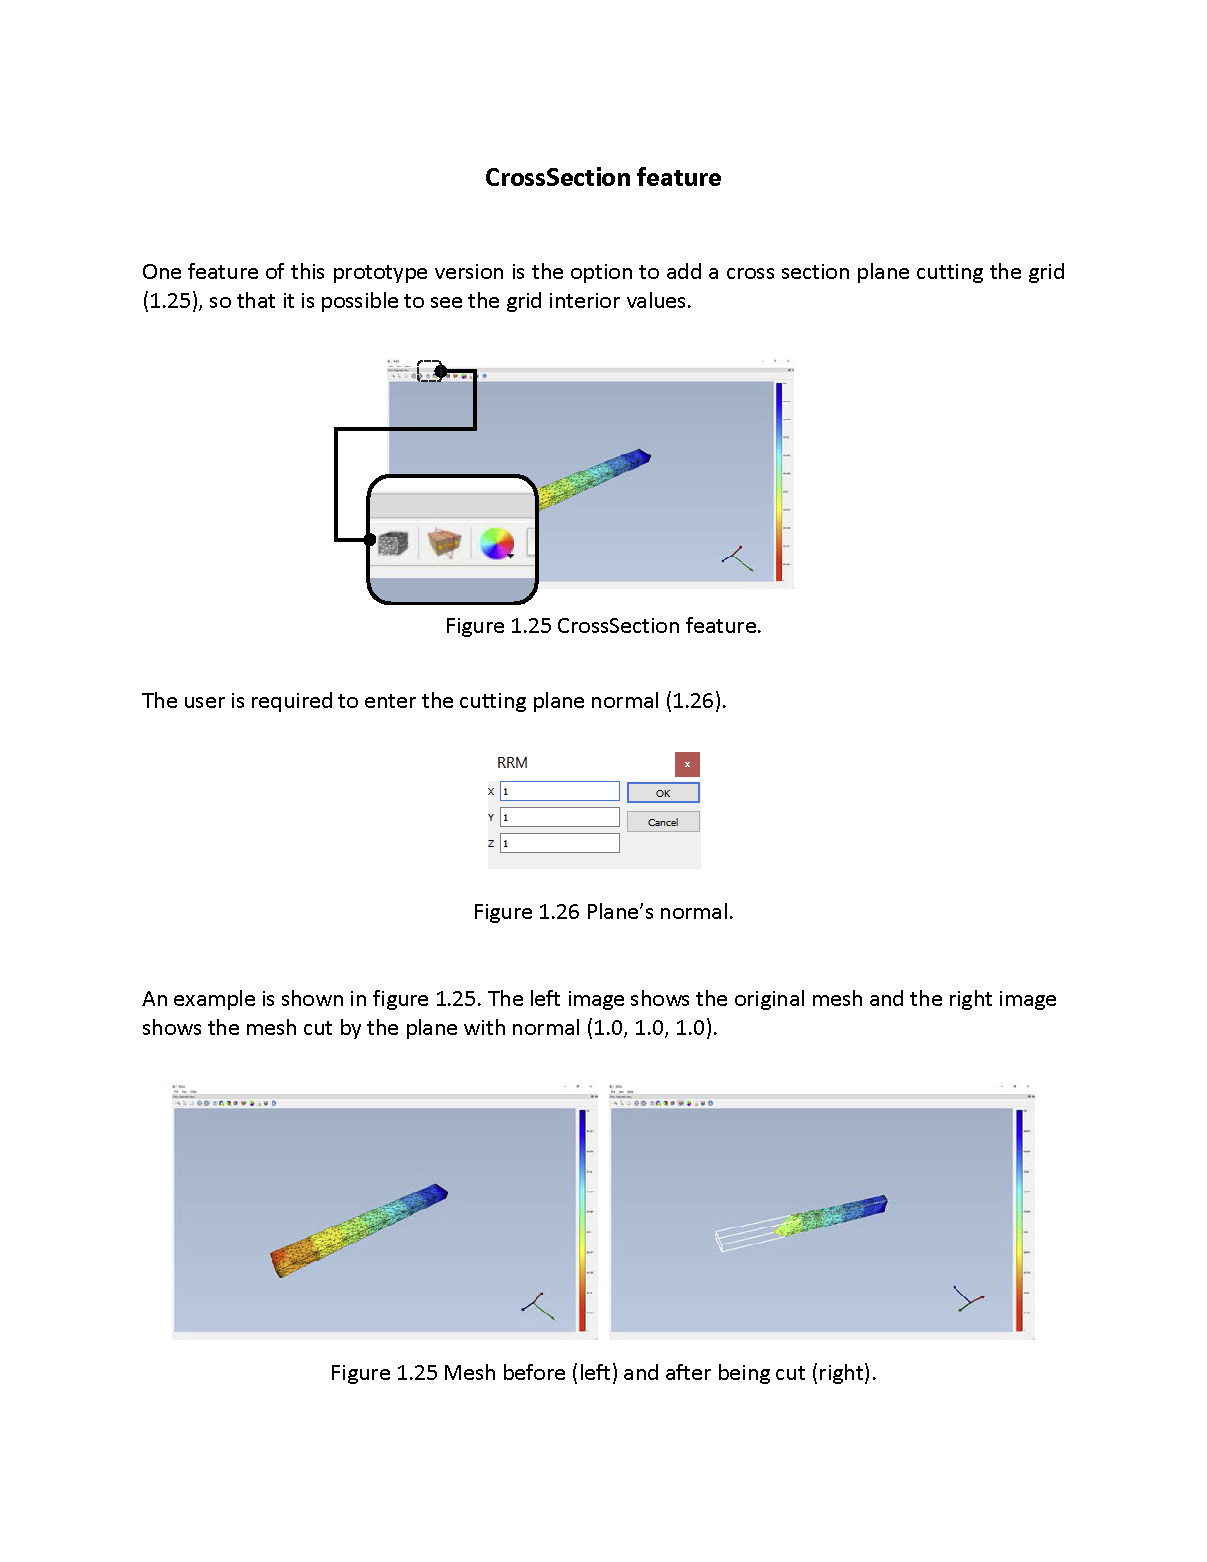 CrossSection feature
One feature of this prototype version is the option to add a cross section plane cutting the grid
(1.25), so that it is possible to see the grid interior values.
Figure 1.25 CrossSection feature.
The user is required to enter the cutting plane normal (1.26).
RRM
x
X 1
OK
Y 1
Cancel
Z 1
Figure 1.26 Plane’s normal.
An example is shown in figure 1.25. The left image shows the original mesh and the right image
shows the mesh cut by the plane with normal (1.0, 1.0, 1.0).
Figure 1.25 Mesh before (left) and after being cut (right).